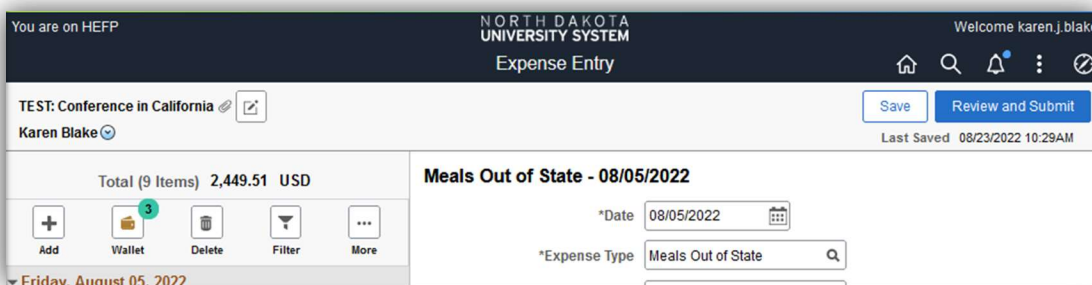 You are on HEFP
NORTH DAKOTA
UNIVERSITY SYSTEM
Welcome karen.j.blake
Expense Entry
TEST: Conference in California
Karen Blake
Save
Review and Submit
Last Saved 08/23/2022 10:29AM
Total (9 Items) 2,449.51 USD
3
Add
Wallet
Delete
Filter
More
Friday, August 05, 2022
Meals Out of State - 08/05/2022
*Date 08/05/2022
*Expense Type Meals Out of State